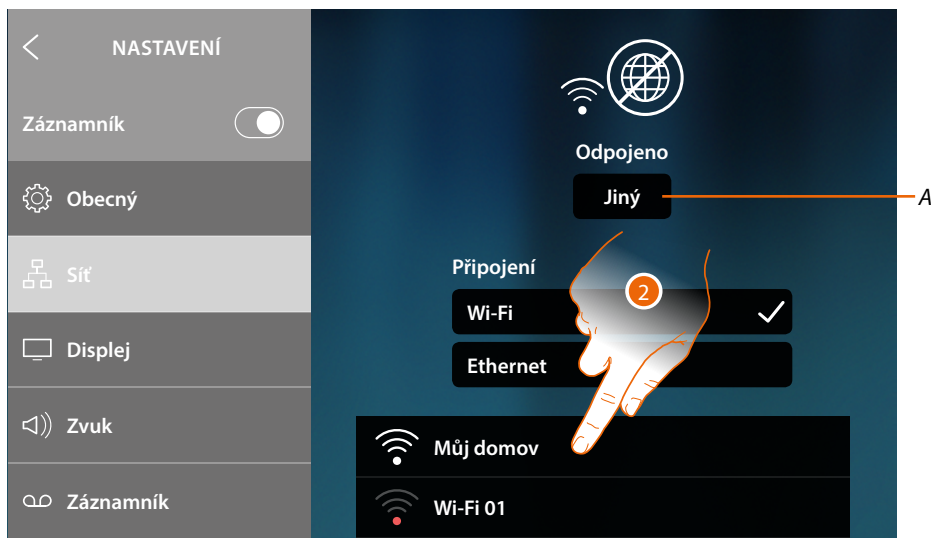 NASTAVENÍ
Záznamník
Obecný
Síť
Displej
Zvuk
Záznamník
Odpojeno
Jiný
A
Připojení
2
Wi-Fi
Ethernet
Můj domov
Wi-Fi 01